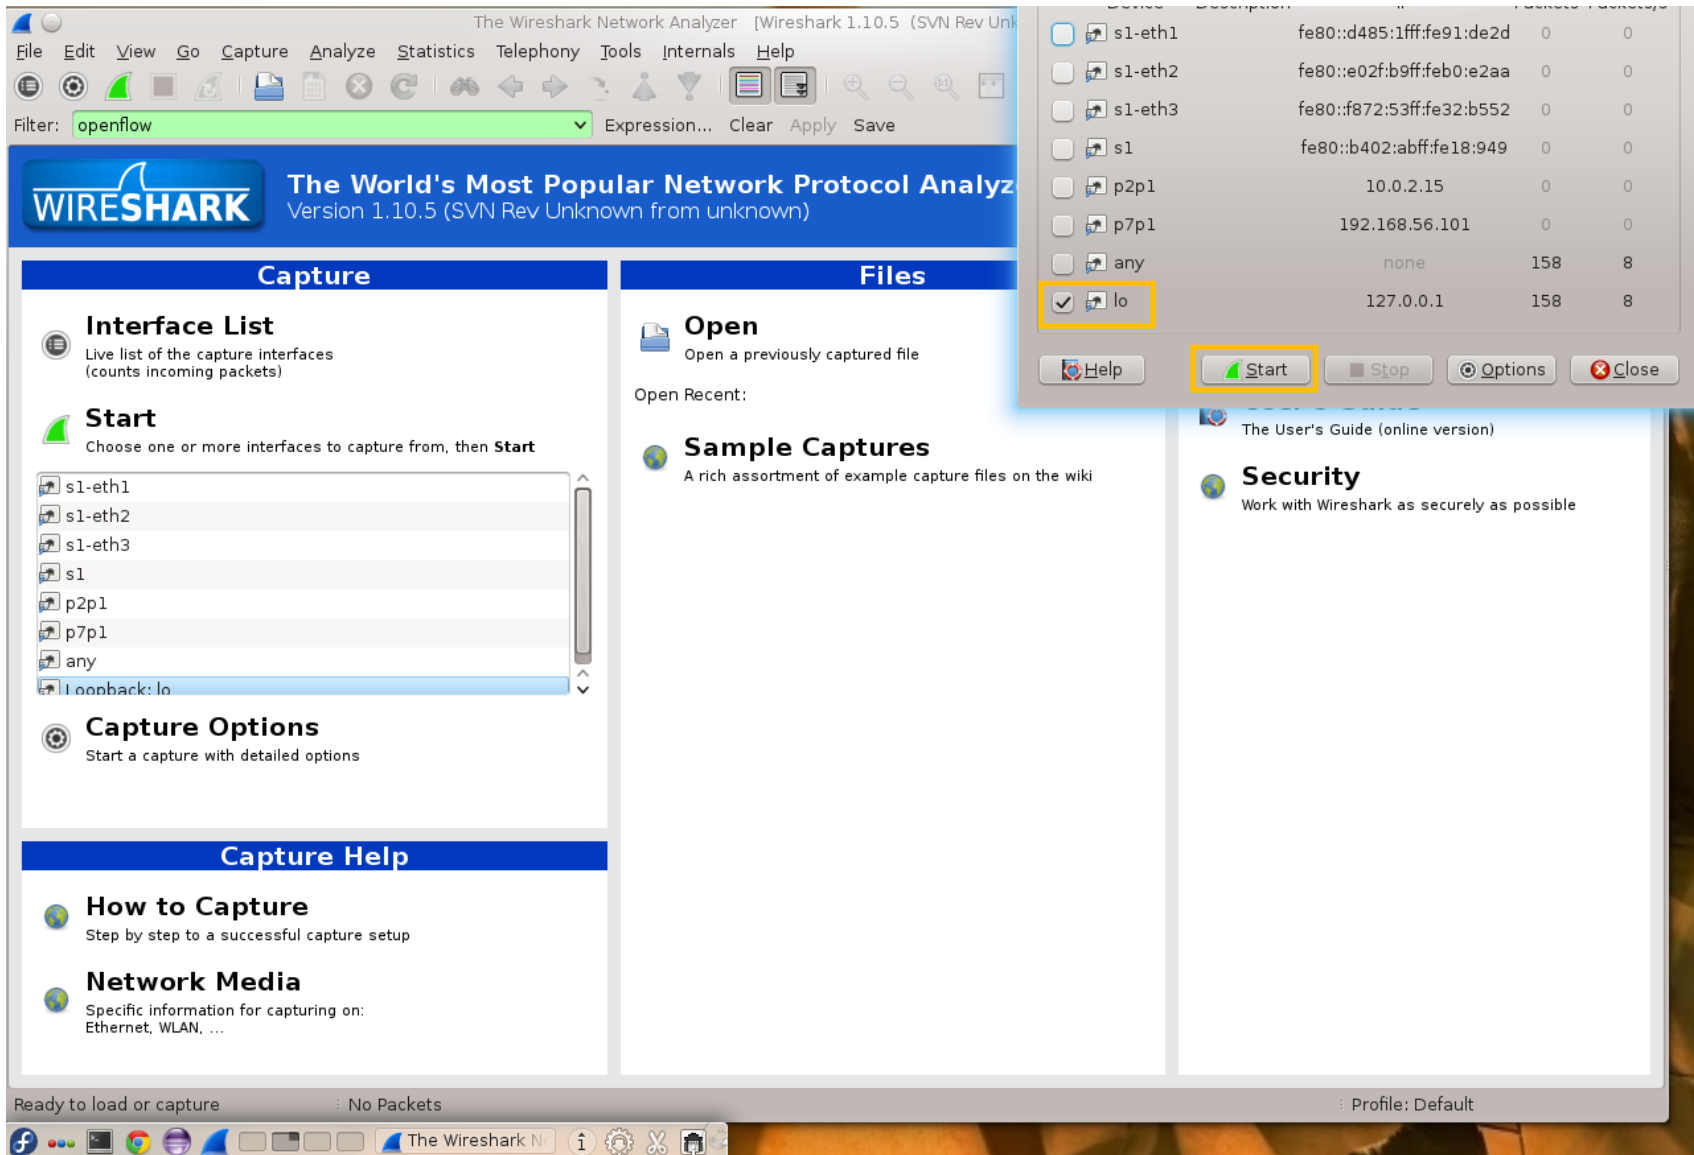 The Wireshark Network Analyzer [Wireshark 1.10.5 (SVN Rev Unk
File Edit View Go Capture Analyze Statistics Telephony Tools Internals Help
Filter: openflow Expression... Clear Apply Save
WIRESHARK
The World's Most Popular Network Protocol Analyz
Version 1.10.5 (SVN Rev Unknown from unknown)
Device Description IP Packets Packets/s
s1-eth1 fe80::d485:1fff:fe91:de2d 0 0
s1-eth2 fe80::e02f:b9ff:feb0:e2aa 0 0
s1-eth3 fe80::f872:53ff:fe32:b552 0 0
s1 fe80::b402:abff:fe18:949 0 0
p2p1 10.0.2.15 0 0
p7p1 192.168.56.101 0 0
any none 158 8
lo 127.0.0.1 158 8
Help Start Stop Options Close
Capture
Interface List
Live list of the capture interfaces
(counts incoming packets)
Start
Choose one or more interfaces to capture from, then Start
s1-eth1
s1-eth2
s1-eth3
s1
p2p1
p7p1
any
Loopback: lo
Capture Options
Start a capture with detailed options
Capture Help
How to Capture
Step by step to a successful capture setup
Network Media
Specific information for capturing on:
Ethernet, WLAN, ...
Files
Open
Open a previously captured file
Open Recent:
Sample Captures
A rich assortment of example capture files on the wiki
User's Guide
The User's Guide (online version)
Security
Work with Wireshark as securely as possible
Ready to load or capture No Packets Profile: Default
The Wireshark Ne